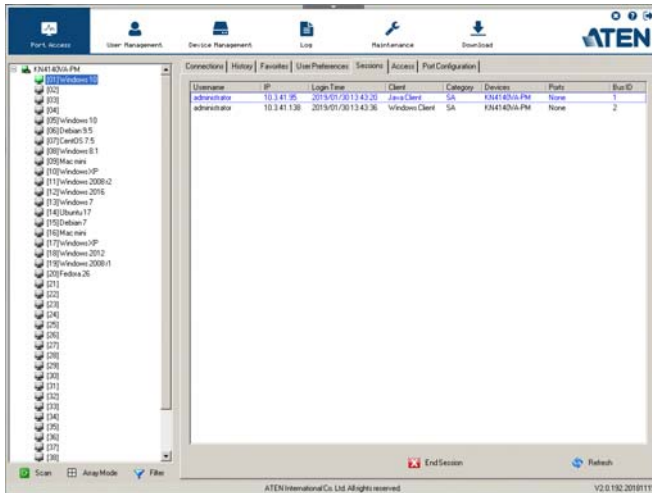 Port Access
User Management
Device Management
Log
Maintenance
Download
ATEN
KN4140VA-PM
[01]Windows 10
[02]
[03]
[04]
[05]Windows 10
[06]Debian 9.5
[07]CentOS 7.5
[08]Windows 8.1
[09]Mac mini
[10]Windows XP
[11]Windows 2008 r2
[12]Windows 2016
[13]Windows 7
[14]Ubuntu 17
[15]Debian 7
[16]Mac mini
[17]Windows XP
[18]Windows 2012
[19]Windows 2008 r1
[20]Fedora 26
[21]
[22]
[23]
[24]
[25]
[26]
[27]
[28]
[29]
[30]
[31]
[32]
[33]
[34]
[35]
[36]
[37]
[38]
Scan
Array Mode
Filter
Connections
History
Favorites
User Preferences
Sessions
Access
Port Configuration
Username IP Login Time Client Category Devices Ports Bus ID
administrator 10.3.41.95 2019/01/30 13:43:20 Java Client SA KN4140VA-PM None 1
administrator 10.3.41.138 2019/01/30 13:43:36 Windows Client SA KN4140VA-PM None 2
End Session
Refresh
ATEN International Co. Ltd. All rights reserved.